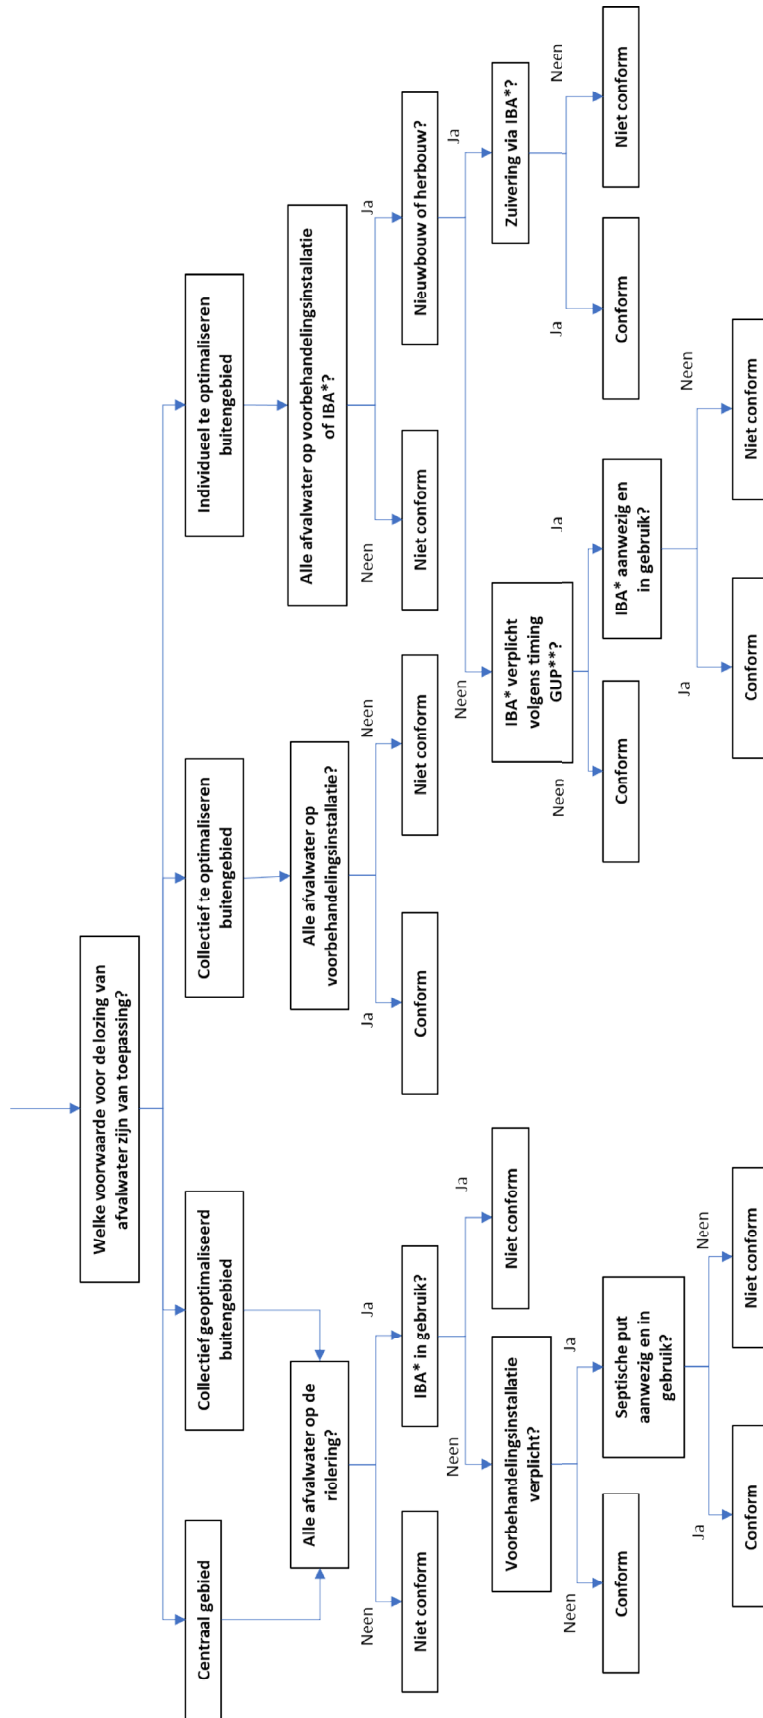 Welke voorwaarde voor de lozing van
afvalwater zijn van toepassing?
Centraal gebied
Collectief geoptimaliseerd
buitengebied
Collectief te optimaliseren
buitengebied
Individueel te optimaliseren
buitengebied
Alle afvalwater op de
riolering?
Alle afvalwater op
voorbehandelingsinstallatie?
Alle afvalwater op voorbehandelingsinstallatie
of IBA*?
Neen
Ja
Ja
Neen
Neen
Ja
Niet conform
IBA* in gebruik?
Conform
Niet conform
Niet conform
Nieuwbouw of herbouw?
Neen
Ja
Neen
Ja
Voorbehandelingsinstallatie
verplicht?
Niet conform
IBA* verplicht
volgens timing
GUP**?
Zuivering via IBA*?
Neen
Ja
Neen
Ja
Ja
Neen
Conform
Septische put
aanwezig en in
gebruik?
Conform
IBA* aanwezig en
in gebruik?
Conform
Niet conform
Ja
Neen
Ja
Neen
Conform
Niet conform
Conform
Niet conform